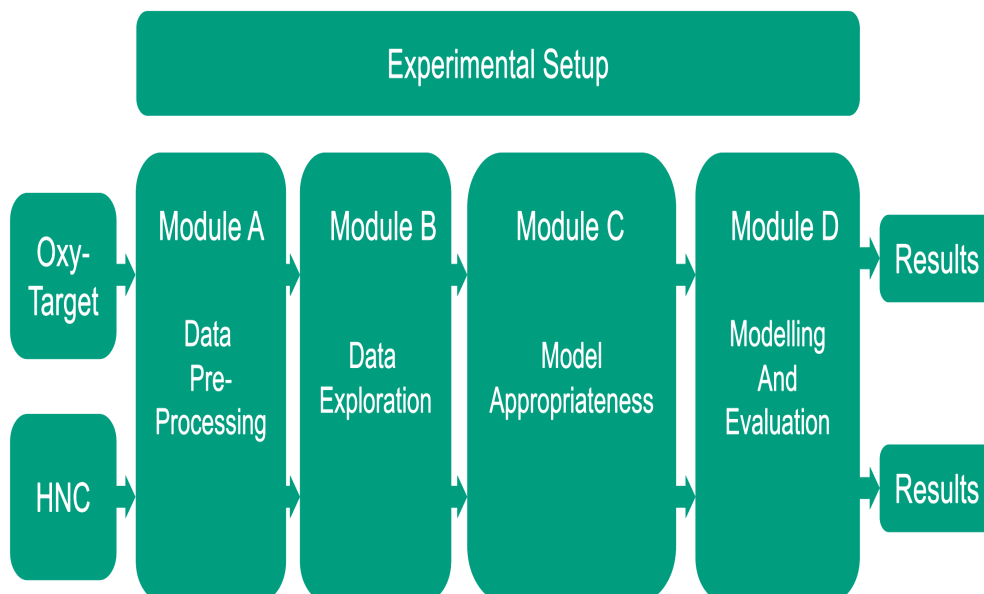 Experimental Setup
Oxy-
Target
HNC
Module A
Data
Pre-
Processing
Module B
Data
Exploration
Module C
Model
Appropriateness
Module D
Modelling
And
Evaluation
Results
Results